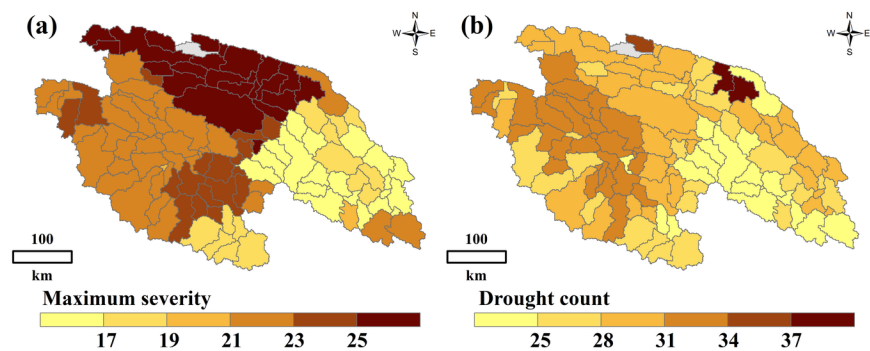 (a)
N
W E
S
100
km
Maximum severity
17 19 21 23 25
(b)
N
W E
S
100
km
Drought count
25 28 31 34 37